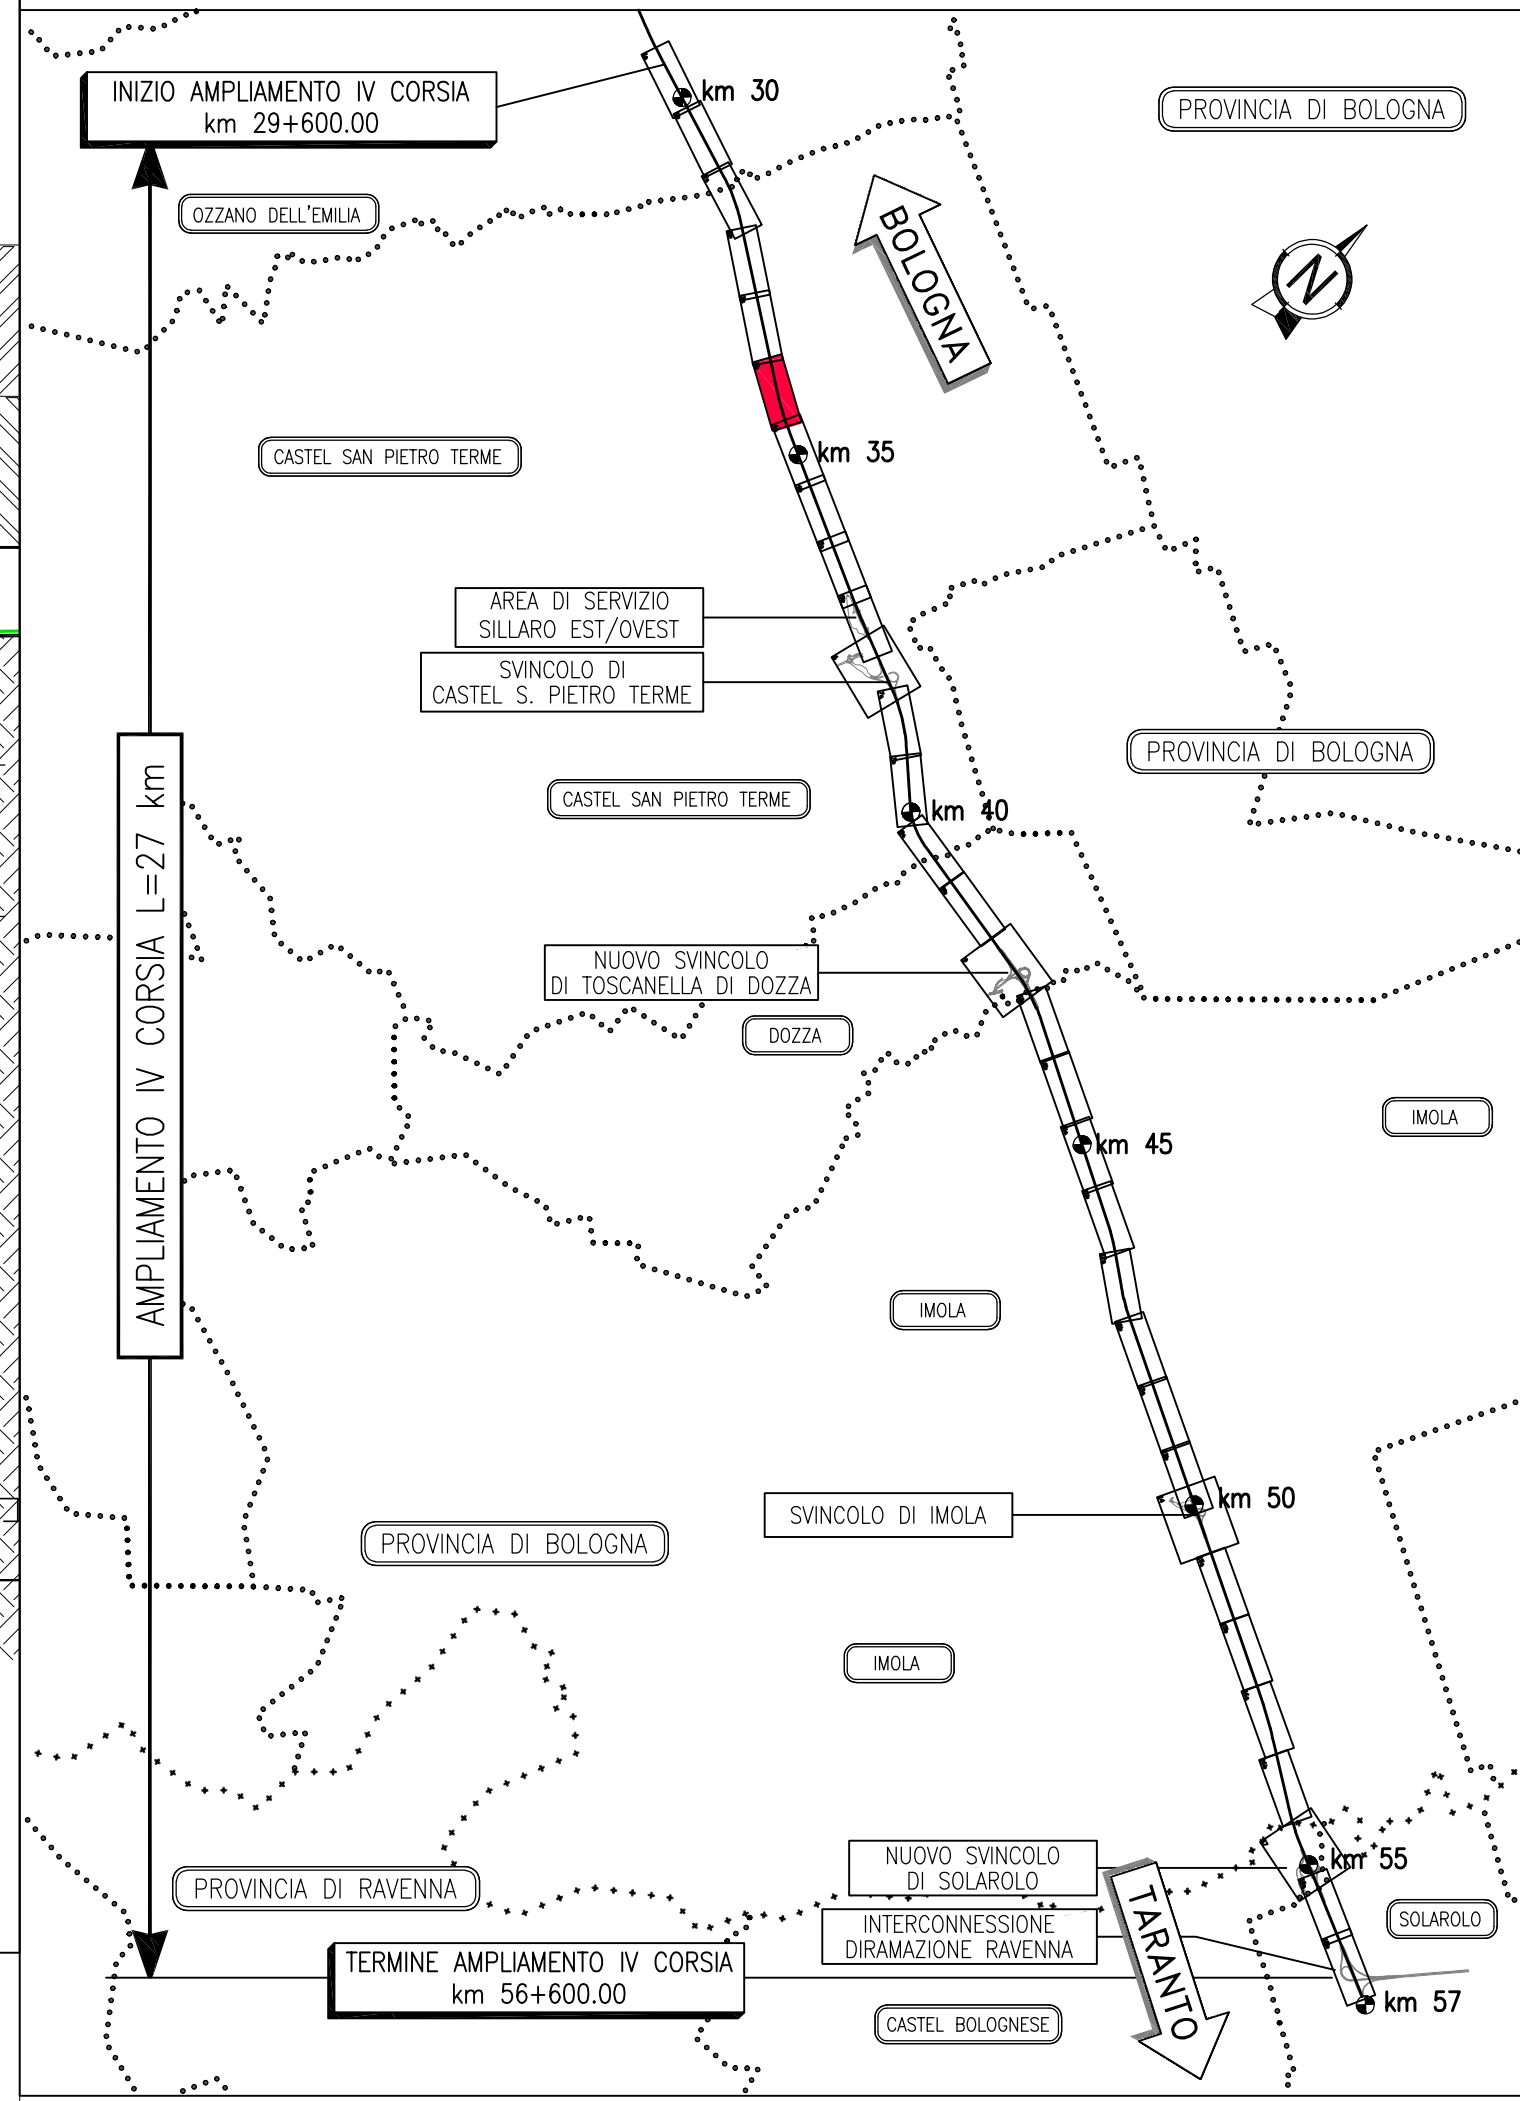 INIZIO AMPLIAMENTO IV CORSIA
km 29+600.00
km 30
PROVINCIA DI BOLOGNA
OZZANO DELL'EMILIA
BOLOGNA
N
CASTEL SAN PIETRO TERME
km 35
AREA DI SERVIZIO
SILLARO EST/OVEST
SVINCOLO DI
CASTEL S. PIETRO TERME
PROVINCIA DI BOLOGNA
CASTEL SAN PIETRO TERME
km 40
AMPLIAMENTO IV CORSIA L=27 km
NUOVO SVINCOLO
DI TOSCANELLA DI DOZZA
DOZZA
IMOLA
km 45
IMOLA
km 50
SVINCOLO DI IMOLA
PROVINCIA DI BOLOGNA
IMOLA
NUOVO SVINCOLO
DI SOLAROLO
km 55
PROVINCIA DI RAVENNA
TARANTO
SOLAROLO
INTERCONNESSIONE
DIRAMAZIONE RAVENNA
TERMINE AMPLIAMENTO IV CORSIA
km 56+600.00
km 57
CASTEL BOLOGNESE